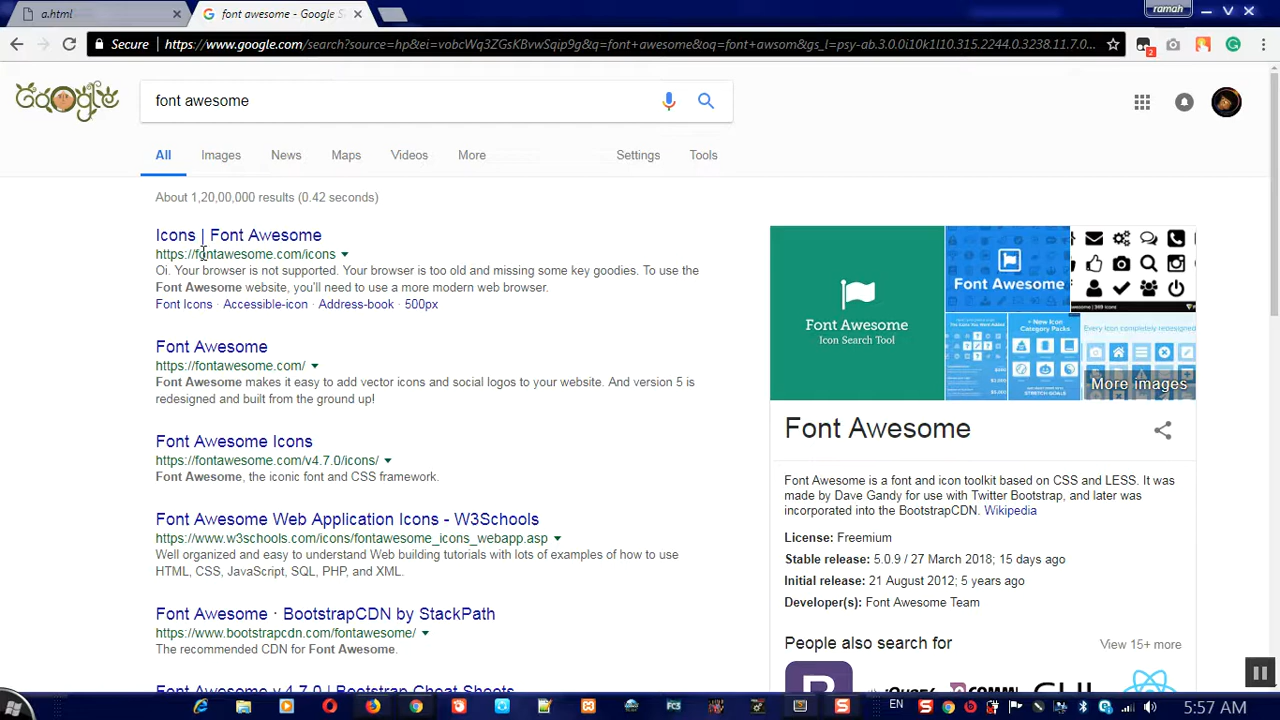 a.html
font awesome - Google S
ramah
Secure
https://www.google.com/search?source=hp&ei=vobcWq3ZGsKBvwSqip9g&q=font+awesome&oq=font+awsom&gs_l=psy-ab.3.0.0i10k1l10.315.2244.0.3238.11.7.0...
2
Google
font awesome
All
Images
News
Maps
Videos
More
Settings
Tools
About 1,20,00,000 results (0.42 seconds)
Icons | Font Awesome
https://fontawesome.com/icons
Oi. Your browser is not supported. Your browser is too old and missing some key goodies. To use the
Font Awesome website, you'll need to use a more modern web browser.
Font Icons · Accessible-icon · Address-book · 500px
Font Awesome
https://fontawesome.com/
Font Awesome makes it easy to add vector icons and social logos to your website. And version 5 is
redesigned and built from the ground up!
Font Awesome Icons
https://fontawesome.com/v4.7.0/icons/
Font Awesome, the iconic font and CSS framework.
Font Awesome Web Application Icons - W3Schools
https://www.w3schools.com/icons/fontawesome_icons_webapp.asp
Well organized and easy to understand Web building tutorials with lots of examples of how to use
HTML, CSS, JavaScript, SQL, PHP, and XML.
Font Awesome · BootstrapCDN by StackPath
https://www.bootstrapcdn.com/fontawesome/
The recommended CDN for Font Awesome.
Font Awesome v.4.7.0 | Bootstrap Cheat Sheets
Font Awesome
Icon Search Tool
Font Awesome
Every icon completely redesigned
More images
Font Awesome
Font Awesome is a font and icon toolkit based on CSS and LESS. It was
made by Dave Gandy for use with Twitter Bootstrap, and later was
incorporated into the BootstrapCDN. Wikipedia
License: Freemium
Stable release: 5.0.9 / 27 March 2018; 15 days ago
Initial release: 21 August 2012; 5 years ago
Developer(s): Font Awesome Team
People also search for
View 15+ more
EN
5:57 AM